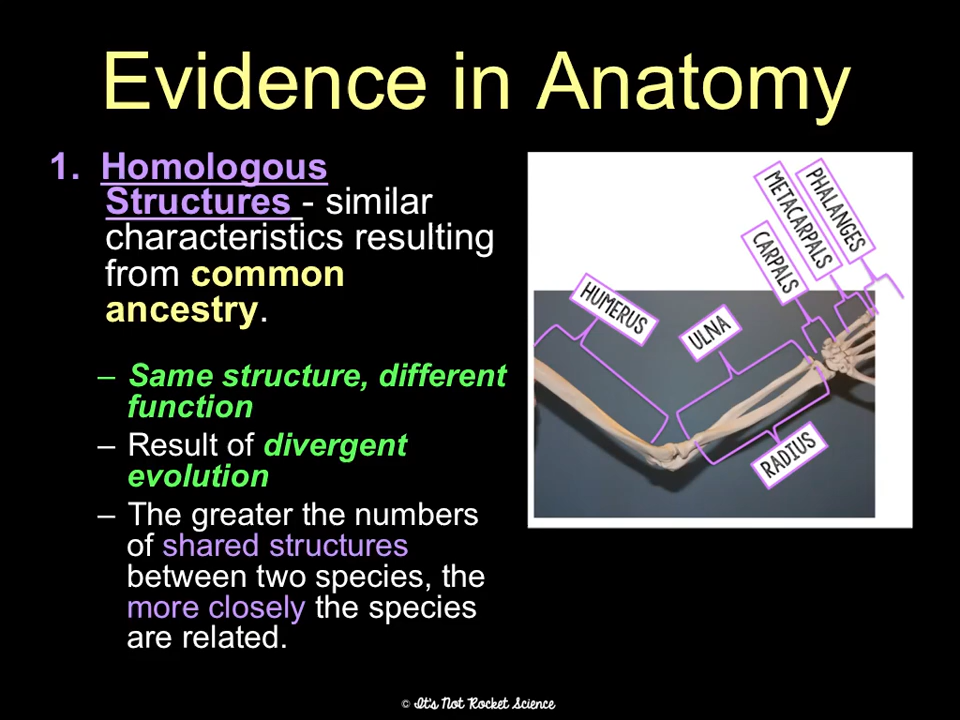 Evidence in Anatomy
1. Homologous
Structures - similar
characteristics resulting
from common
ancestry.
– Same structure, different
function
– Result of divergent
evolution
– The greater the numbers
of shared structures
between two species, the
more closely the species
are related.
HUMERUS
ULNA
RADIUS
CARPALS
METACARPALS
PHALANGES
© It's Not Rocket Science